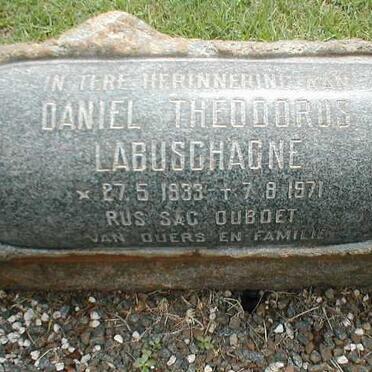 IN TERE HERINNERING AAN
DANIEL THEODORUS
LABUSCHAGNE
* 27.5 1933 - + 7.8 1971
RUS SAG OUBOET
VAN OUERS EN FAMILIE